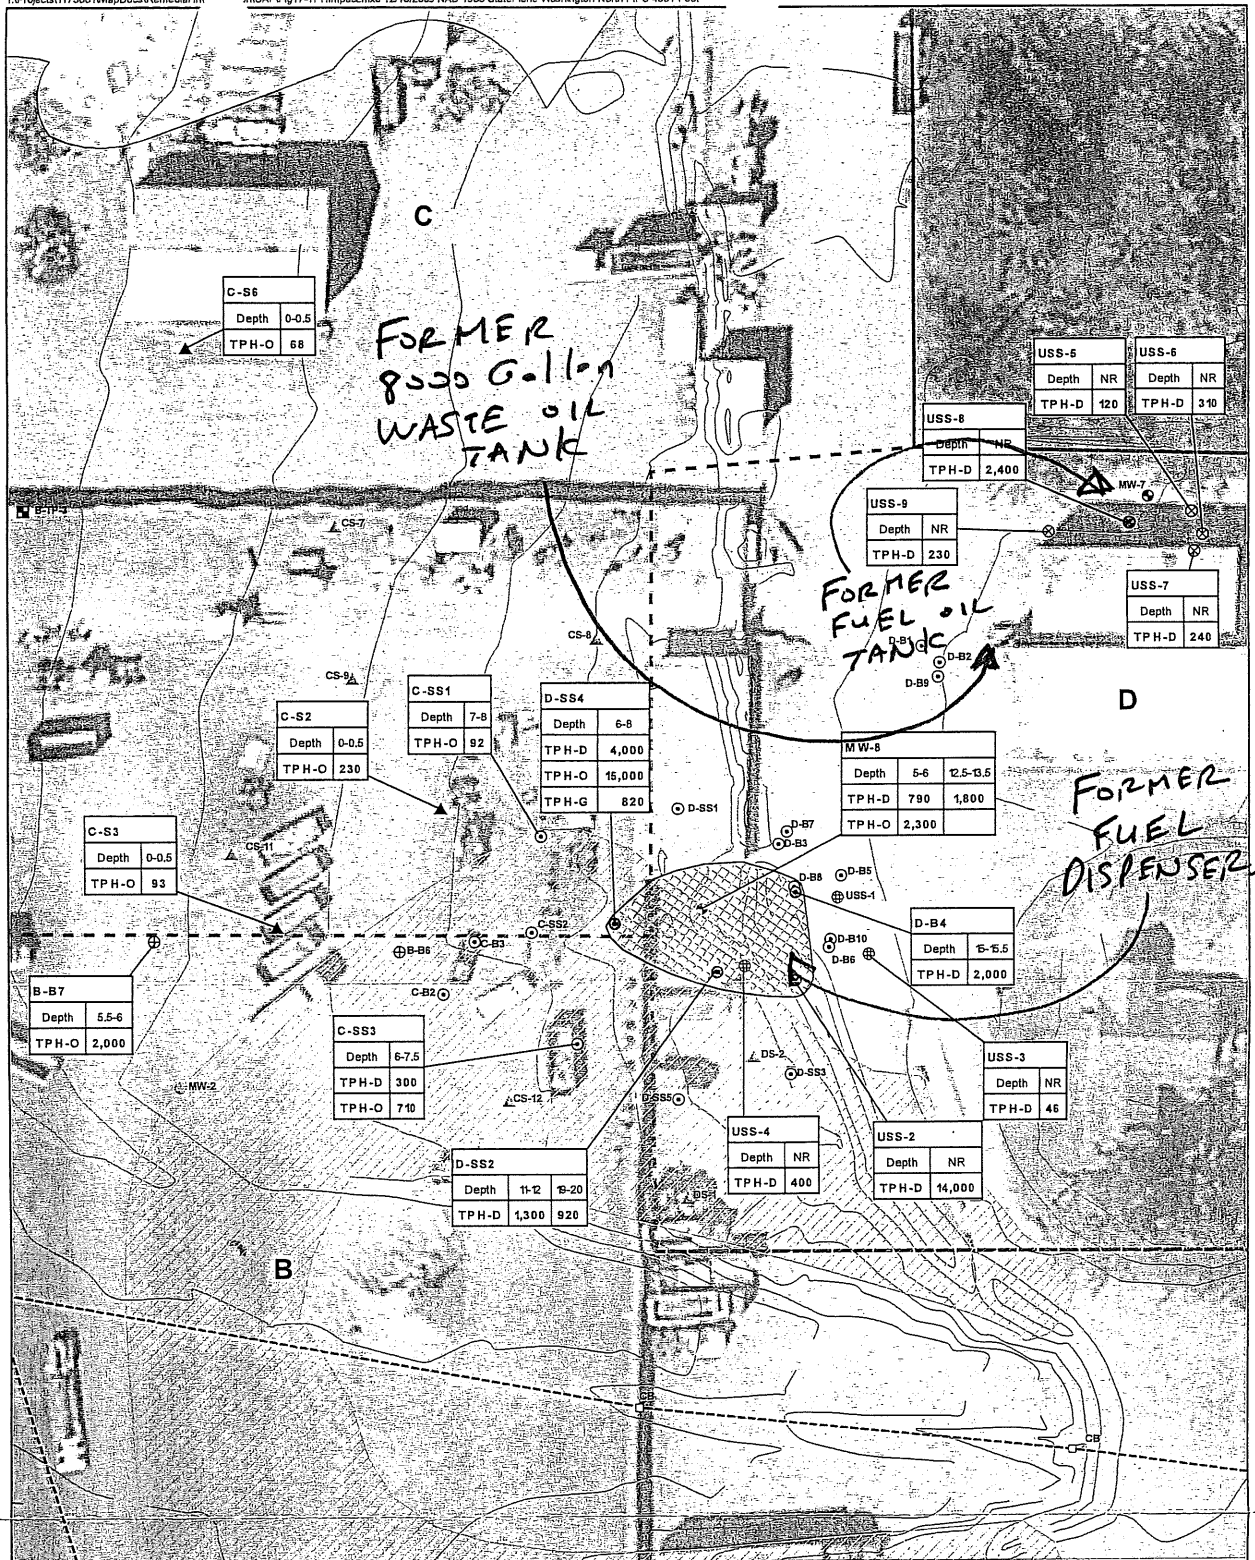 C
C-S6
Depth 0-0.5
TPH-O 68
FORMER
8000 Gallon
WASTE OIL
TANK
USS-5
Depth NR
TPH-D 120
USS-6
Depth NR
TPH-D 310
USS-8
Depth NR
TPH-D 2,400
MW-7
USS-9
Depth NR
TPH-D 230
USS-7
Depth NR
TPH-D 240
FORMER
FUEL OIL
TANK
CS-7
CS-8
CS-9
D-B2
D-B9
D
C-S2
Depth 0-0.5
TPH-O 230
C-SS1
Depth 7-8
TPH-O 92
D-SS4
Depth 6-8
TPH-D 4,000
TPH-O 15,000
TPH-G 820
MW-8
Depth 5-6 12.5-13.5
TPH-D 790 1,800
TPH-O 2,300
FORMER
FUEL
DISPENSER
D-SS1
D-B7
D-B3
C-S3
Depth 0-0.5
TPH-O 93
CS-11
D-B8
D-B5
USS-1
D-B4
Depth 15-15.5
TPH-D 2,000
C-SS2
C-B3
B-B6
D-B10
D-B6
C-B2
B-B7
Depth 5.5-6
TPH-O 2,000
C-SS3
Depth 6-7.5
TPH-D 300
TPH-O 710
MW-2
CS-12
DS-2
D-SS3
D-SS5
USS-3
Depth NR
TPH-D 46
USS-4
Depth NR
TPH-D 400
USS-2
Depth NR
TPH-D 14,000
D-SS2
Depth 11-12 19-20
TPH-D 1,300 920
DS-1
B
CB
CB